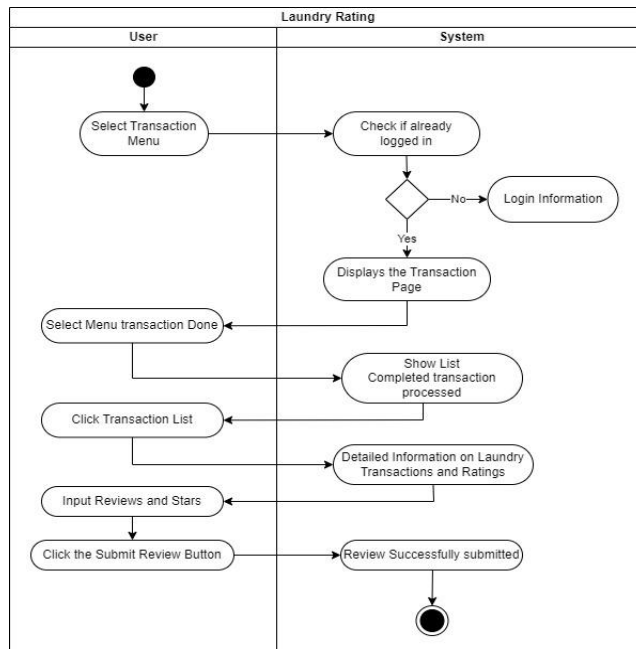 Laundry Rating
User
System
Select Transaction
Menu
Check if already
logged in
No
Login Information
Yes
Displays the Transaction
Page
Select Menu transaction Done
Show List
Completed transaction
processed
Click Transaction List
Detailed Information on Laundry
Transactions and Ratings
Input Reviews and Stars
Click the Submit Review Button
Review Successfully submitted